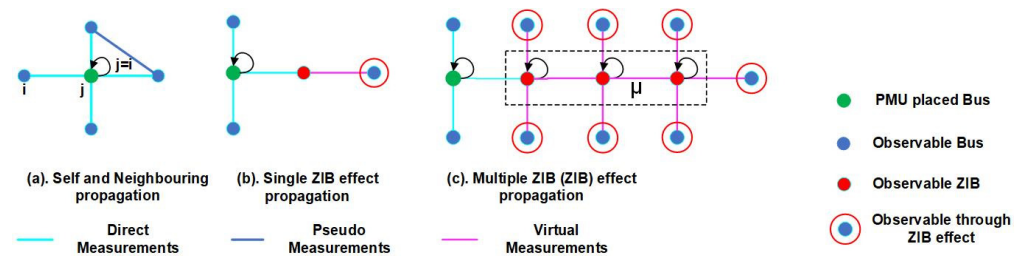 j=i
i
j
μ
(a). Self and Neighbouring
propagation
(b). Single ZIB effect
propagation
(c). Multiple ZIB (ZIB) effect
propagation
Direct
Measurements
Pseudo
Measurements
Virtual
Measurements
PMU placed Bus
Observable Bus
Observable ZIB
Observable through
ZIB effect